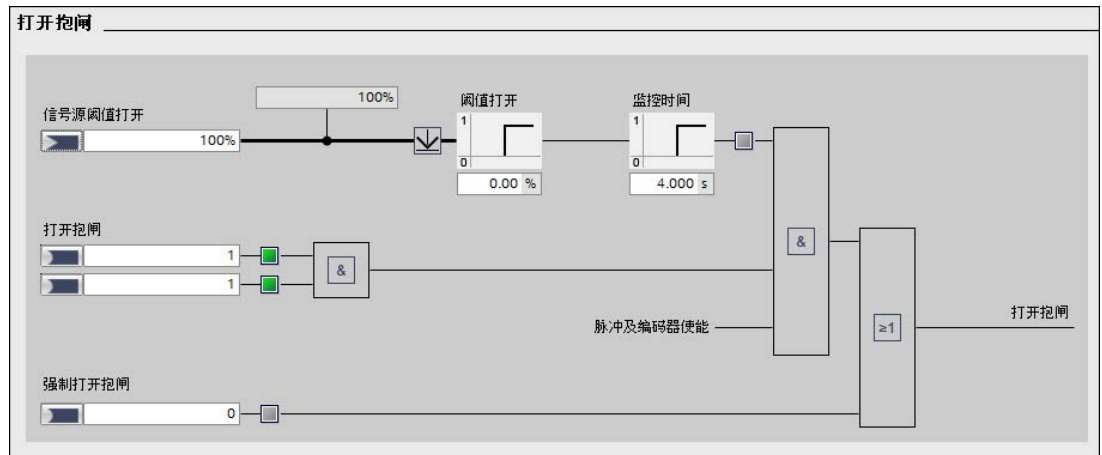 打开抱闸
100%
阈值打开
监控时间
信号源阈值打开
100%
1
0
1
0
0.00 %
4.000 s
打开抱闸
1
1
&
&
脉冲及编码器使能
≥1
打开抱闸
强制打开抱闸
0